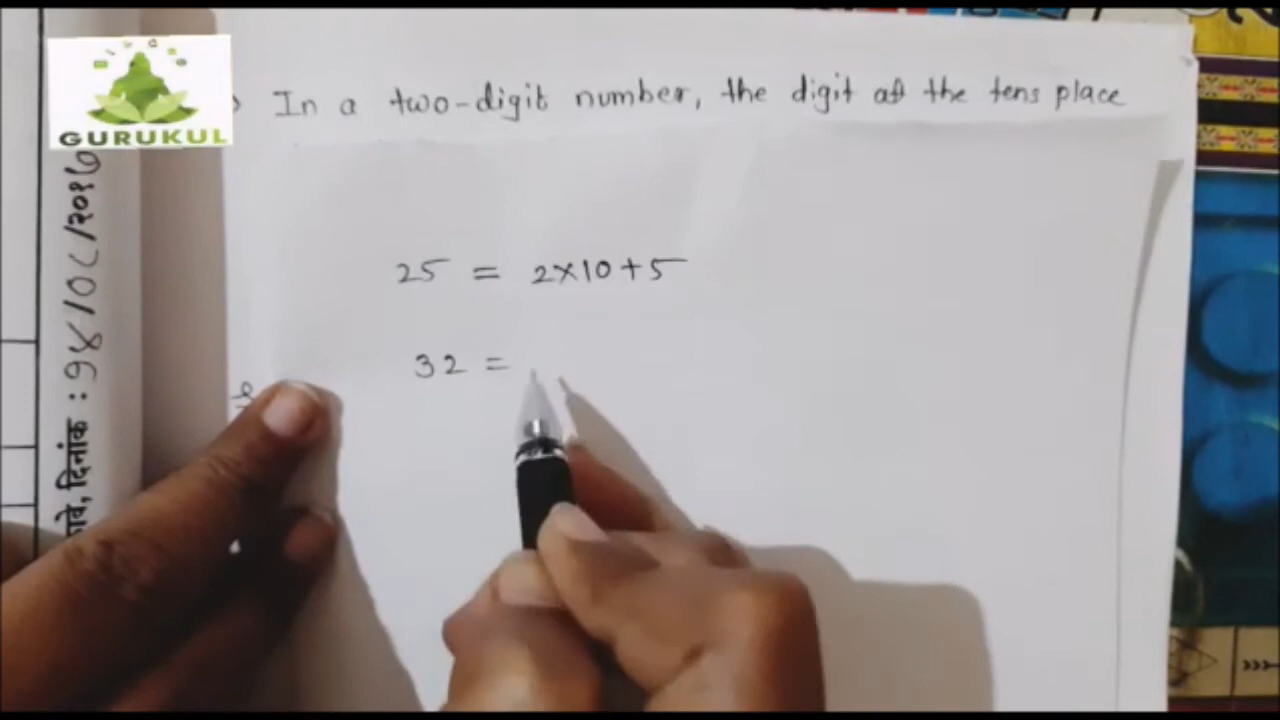 GURUKUL
In a two-digit number, the digit at the tens place
25 = 2×10+5
32 =
दिनांक :